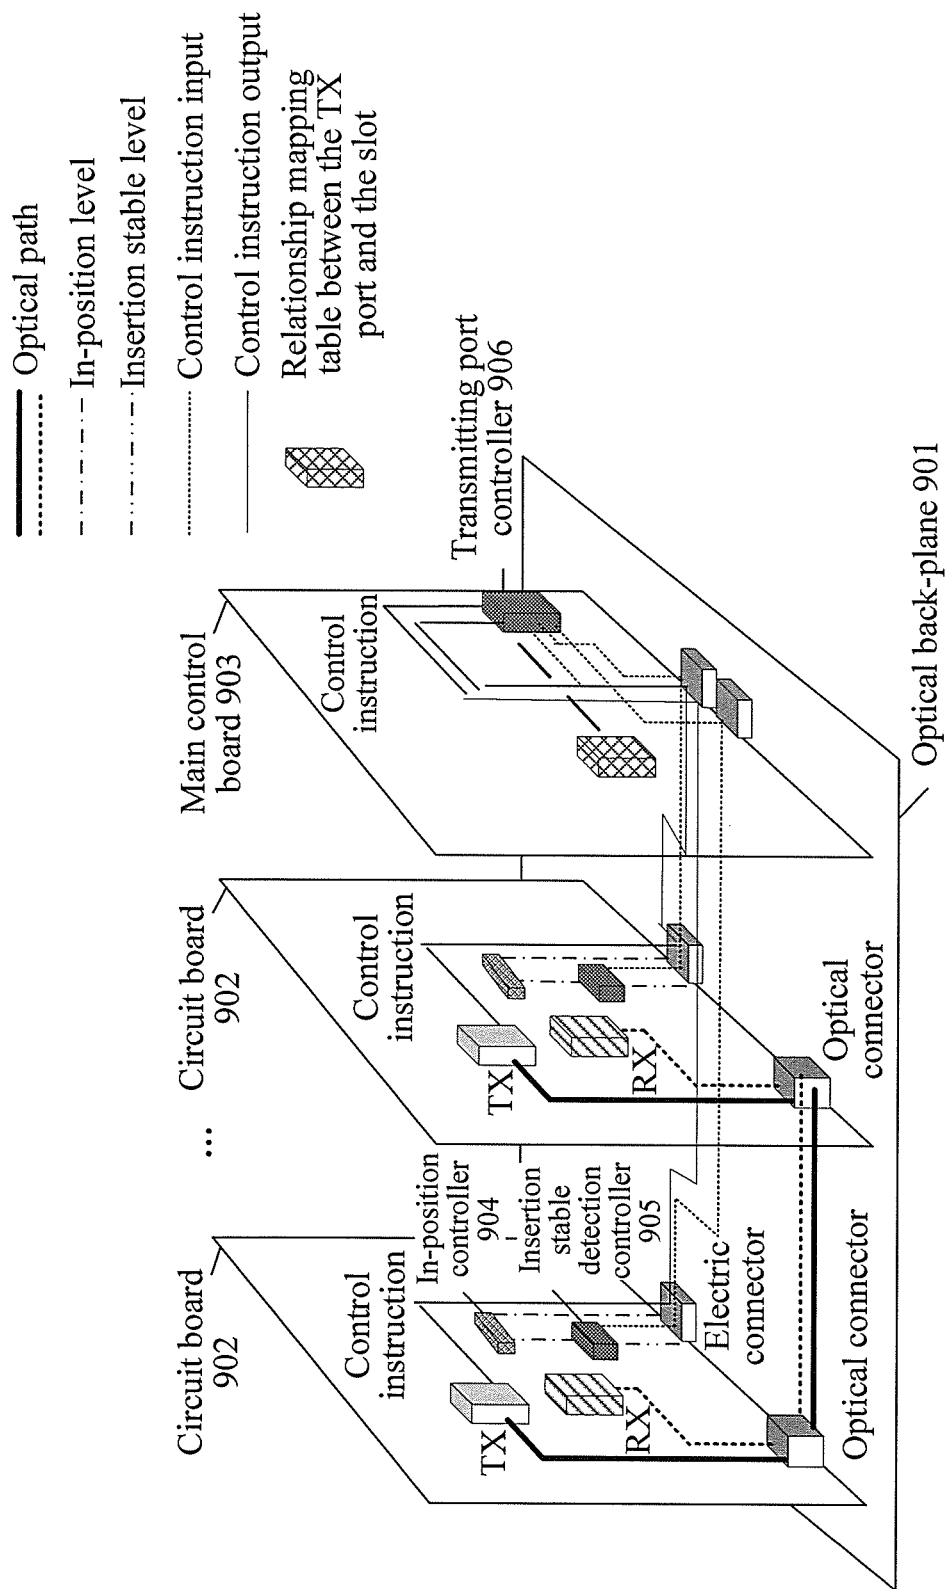 Optical path
In-position level
Insertion stable level
Control instruction input
Control instruction output
Relationship mapping
table between the TX
port and the slot
Circuit board
902
...
Circuit board
902
Main control
board 903
Control
instruction
TX
RX
In-position
controller
904
Insertion
stable
detection
controller
905
Electric
connector
Optical connector
Control
instruction
TX
RX
Optical
connector
Control
instruction
Transmitting port
controller 906
Optical back-plane 901